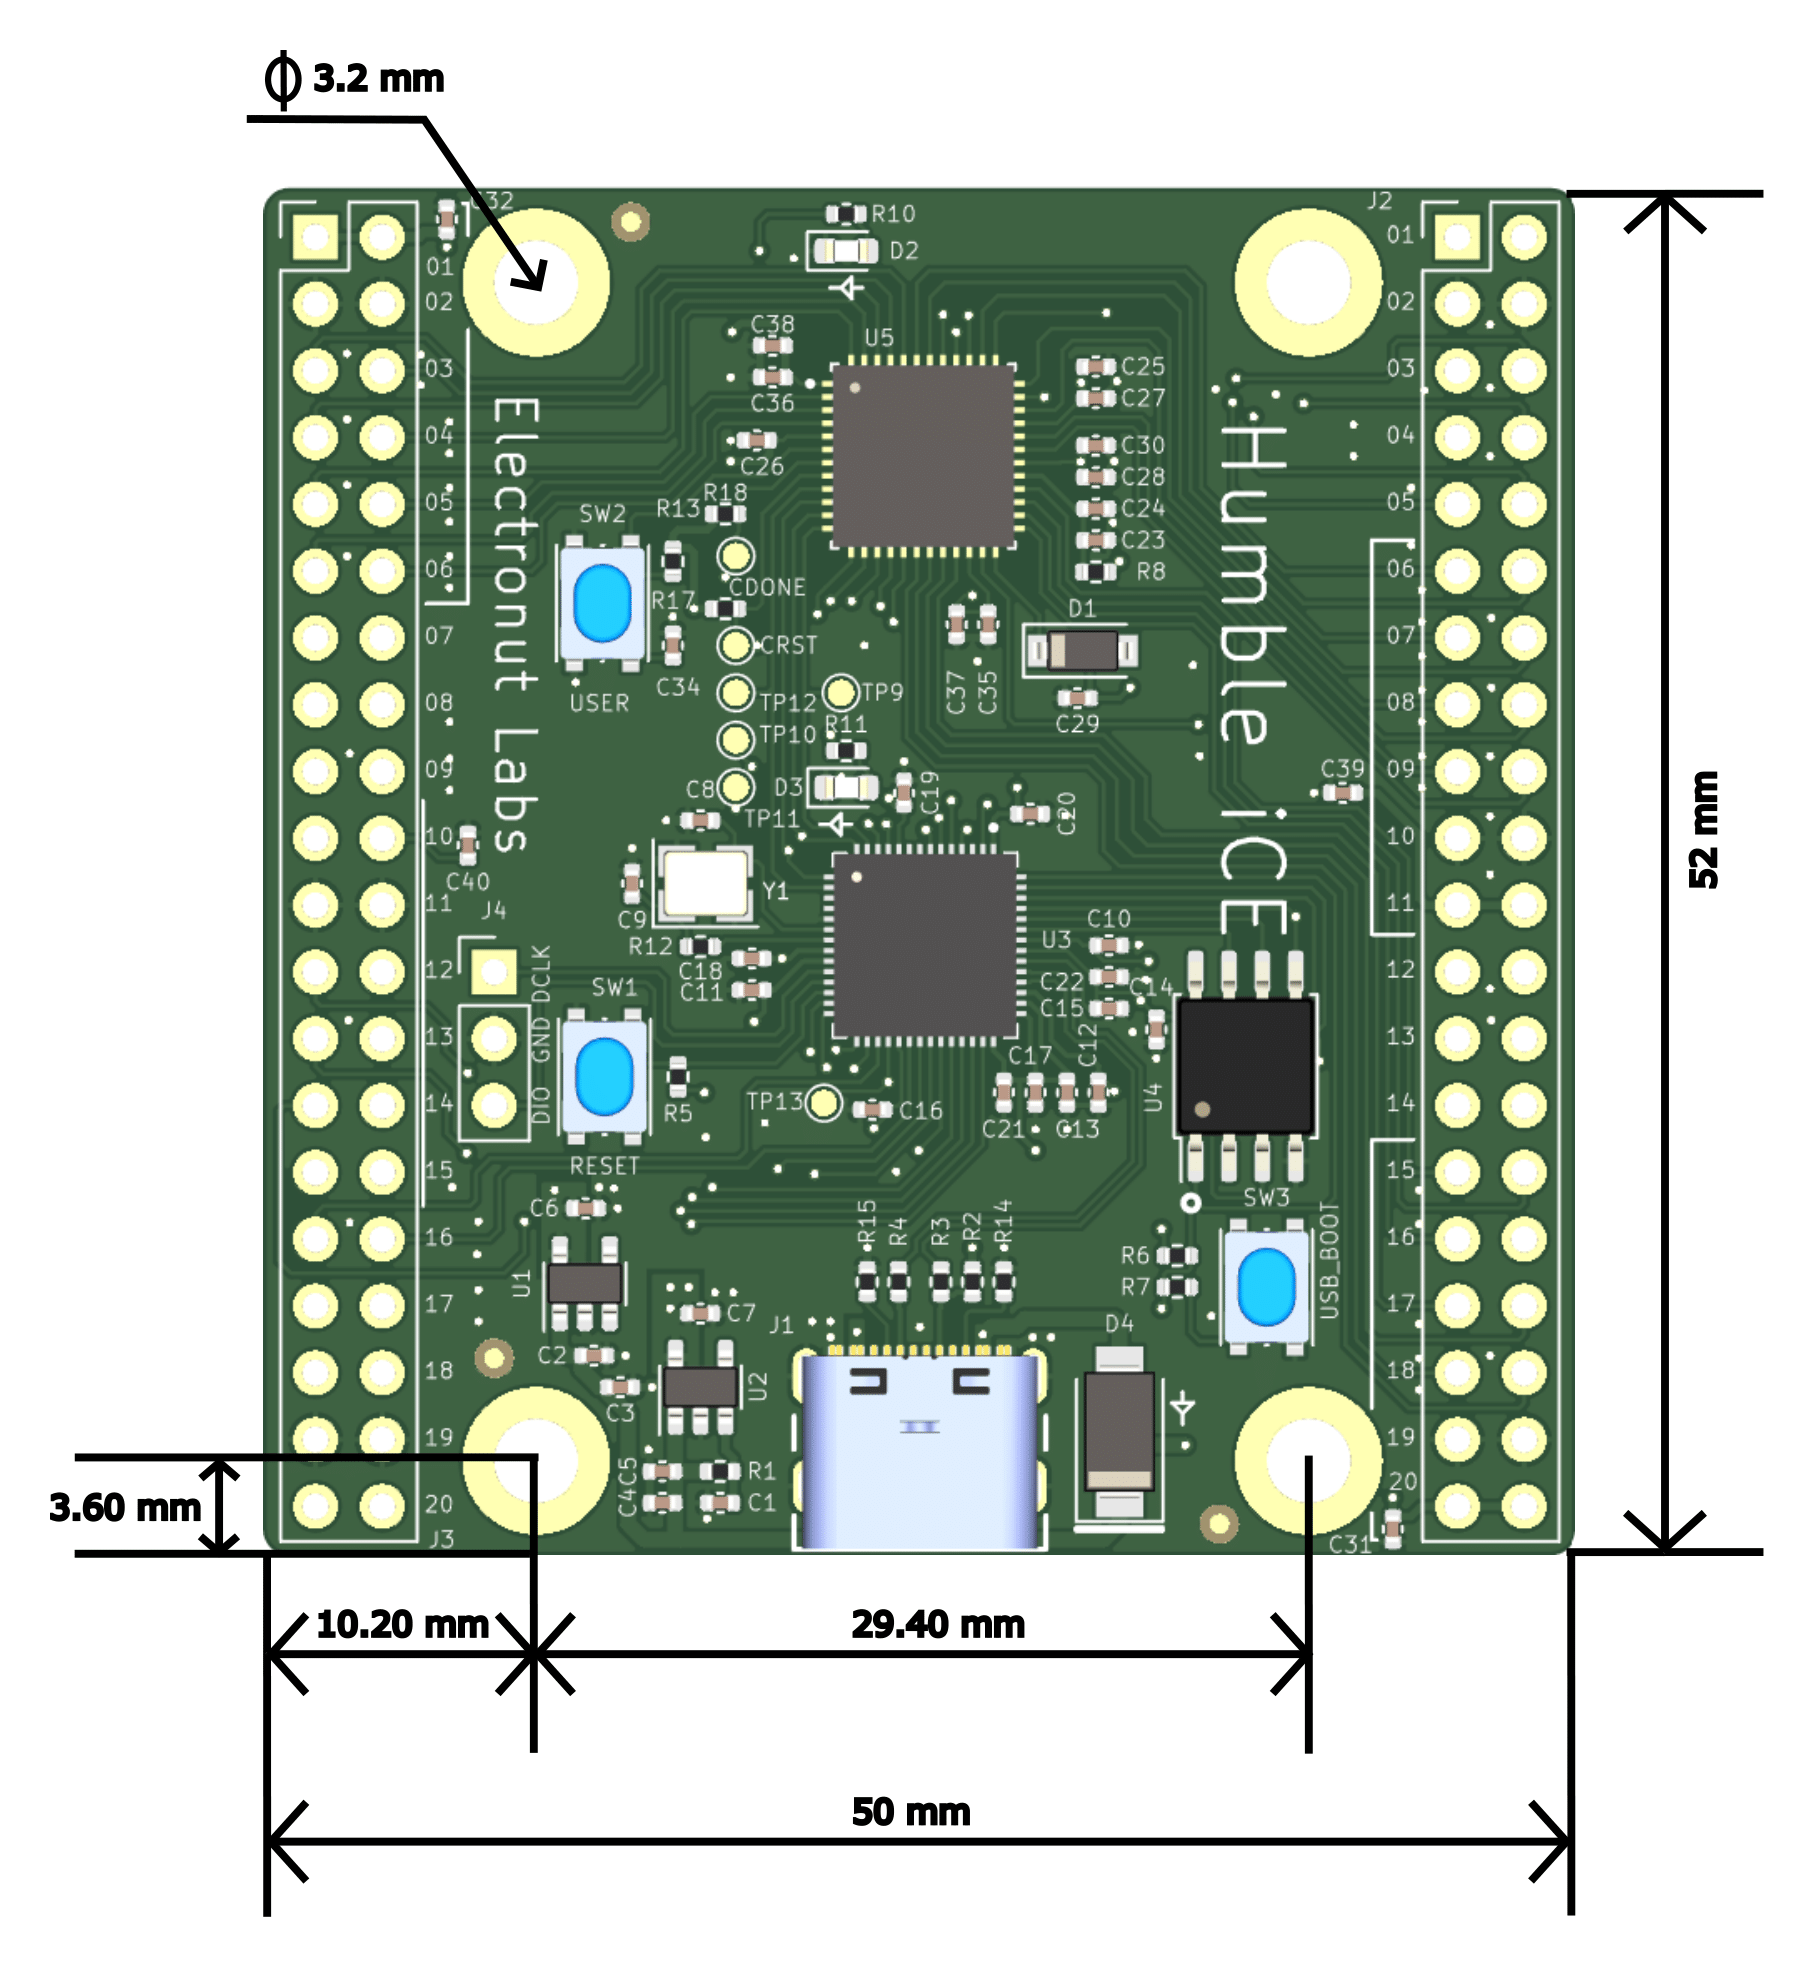 ϕ 3.2 mm
C32
R10
J2
D2
01
01
02
02
C38
U5
03
C36
C25
C27
03
04
C26
C30
C28
04
05
R18
R13
SW2
C24
C23
R8
05
06
CDONE
R17
D1
06
07
CRST
07
C34
USER
TP12
TP9
C37
C35
C29
08
08
TP10
R11
Electronut Labs
Humble iCE
09
C8
D3
C19
C20
C39
09
TP11
10
C40
Y1
10
11
J4
C9
R12
U3
C10
11
12
DCLK
C18
C11
SW1
C22
C14
C15
12
13
GND
C17
C12
13
14
DIO
R5
TP13
C16
C21
C13
U4
14
15
RESET
SW3
15
16
C6
R15
R4
R3
R2
R14
R6
R7
USB_BOOT
16
17
U1
C7
J1
D4
17
18
C2
C3
U2
18
19
19
20
C5
C4
R1
C1
20
J3
C31
52 mm
3.60 mm
10.20 mm
29.40 mm
50 mm